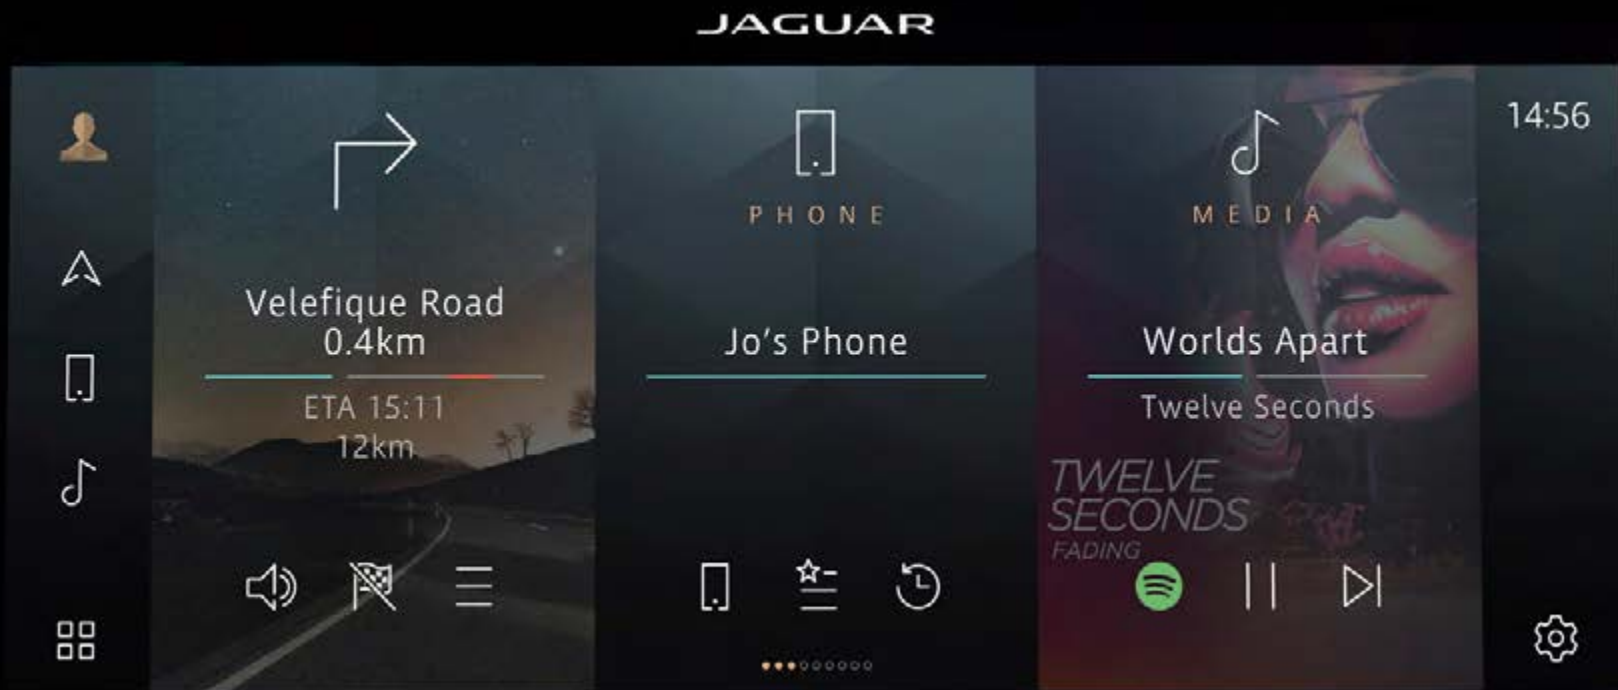 JAGUAR
14:56
Velefique Road
0.4km
ETA 15:11
12km
PHONE
Jo's Phone
MEDIA
Worlds Apart
Twelve Seconds
TWELVE
SECONDS
FADING